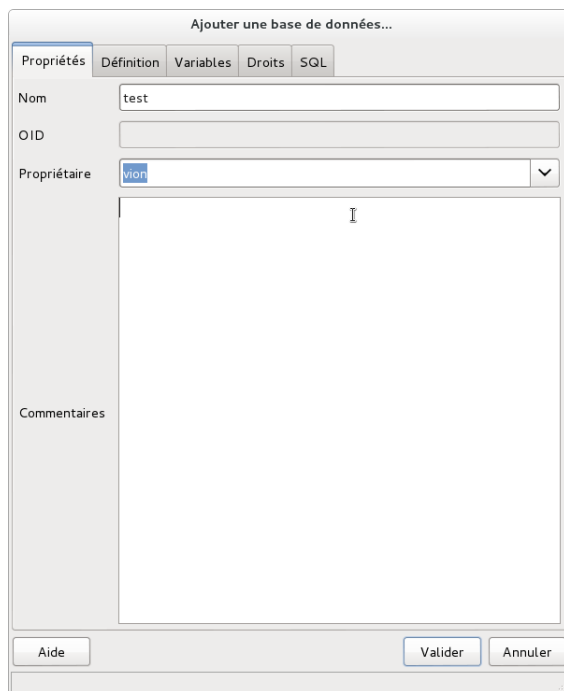 Ajouter une base de données...
Propriétés Définition Variables Droits SQL
Nom test
OID
Propriétaire vion
Commentaires
Aide Valider Annuler